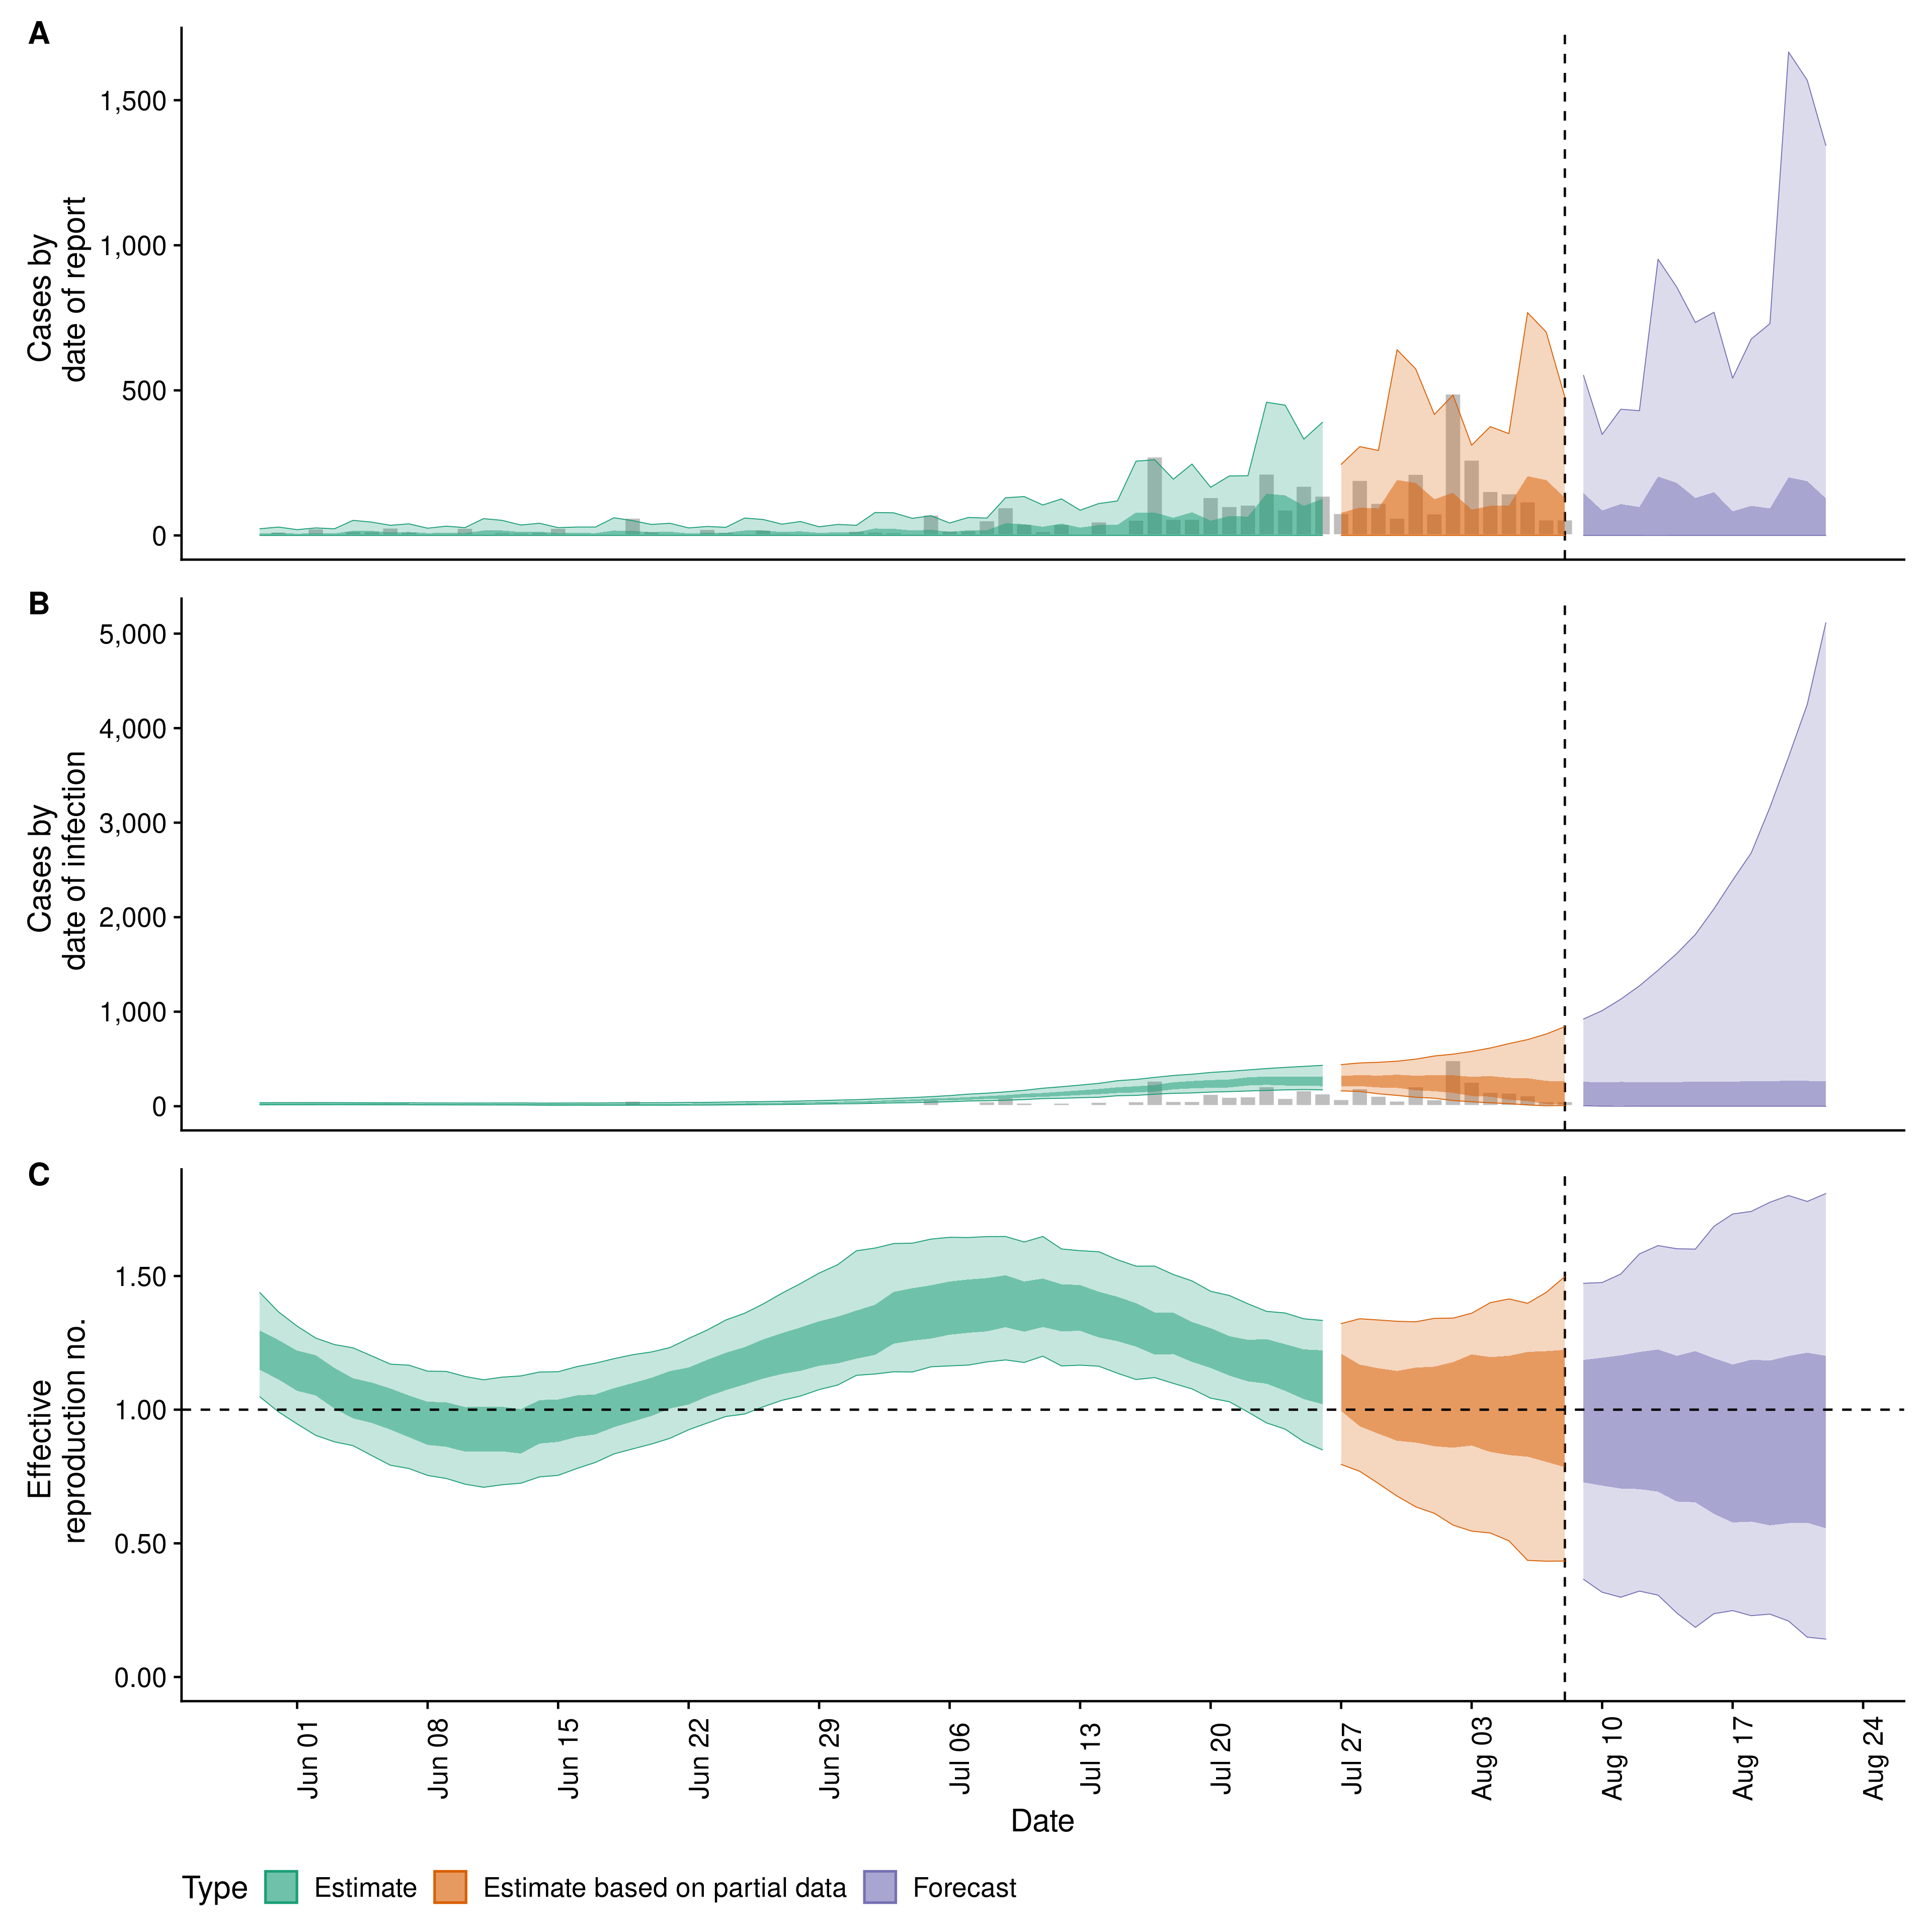 A
Cases by
date of report
1,500
1,000
500
0
B
Cases by
date of infection
5,000
4,000
3,000
2,000
1,000
0
C
Effective
reproduction no.
1.50
1.00
0.50
0.00
Jun 01
Jun 08
Jun 15
Jun 22
Jun 29
Jul 06
Jul 13
Jul 20
Jul 27
Aug 03
Aug 10
Aug 17
Aug 24
Date
Type Estimate Estimate based on partial data Forecast